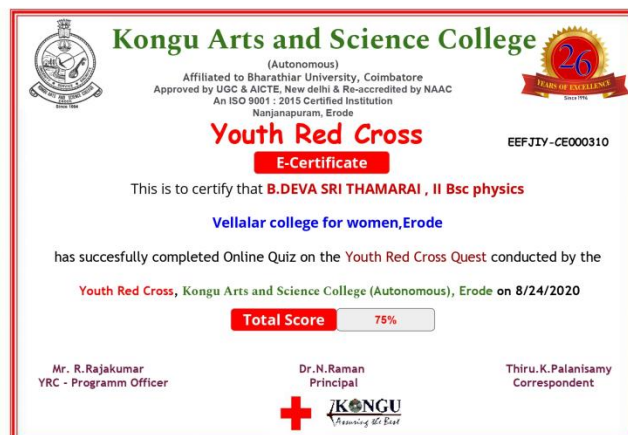 Kongu Arts and Science College
(Autonomous)
Affiliated to Bharathiar University, Coimbatore
Approved by UGC & AICTE, New delhi & Re-accredited by NAAC
An ISO 9001 : 2015 Certified Institution
Nanjanapuram, Erode
26
YEARS OF EXCELLENCE
Since 1996
Youth Red Cross
EEFJIY-CE000310
E-Certificate
This is to certify that B.DEVA SRI THAMARAI , II Bsc physics
Vellalar college for women,Erode
has succesfully completed Online Quiz on the Youth Red Cross Quest conducted by the
Youth Red Cross, Kongu Arts and Science College (Autonomous), Erode on 8/24/2020
Total Score 75%
Mr. R.Rajakumar
YRC - Programm Officer
Dr.N.Raman
Principal
Thiru.K.Palanisamy
Correspondent
KONGU
Assuring the Best